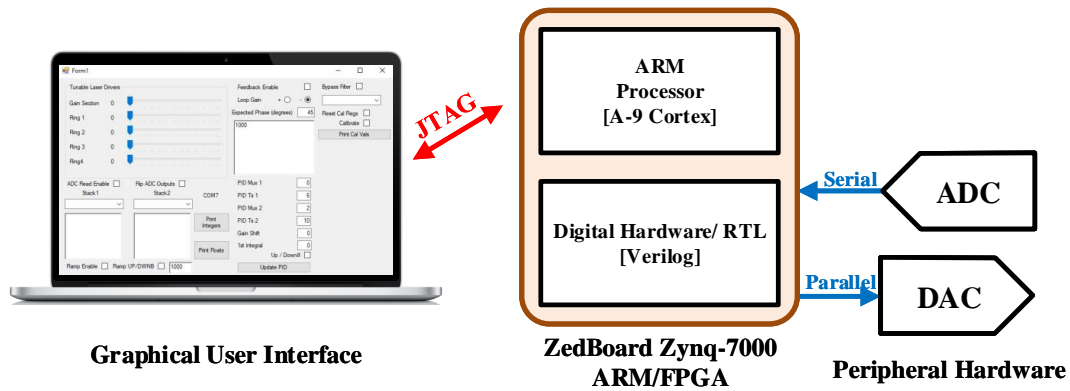 Form1
Tunable Laser Drivers
Gain Section 0
Ring 1 0
Ring 2 0
Ring 3 0
Ring4 0
Feedback Enable
Loop Gain + -
Expected Phase (degrees) 45
1000
Bypass Filter
Reset Cal Regs
Calibrate
Print Cal Vals
ADC Read Enable Flip ADC Outputs
Stack1 Stack2 COM7
Print
Integers
Print Floats
Ramp Enable Ramp UP/DWNB 1000
PID Mux 1 0
PID Ts 1 6
PID Mux 2 2
PID Ts 2 10
Gain Shift 0
1st Integral 0
Up / Down#
Update PID
Graphical User Interface
JTAG
ARM
Processor
[A-9 Cortex]
Digital Hardware/ RTL
[Verilog]
ZedBoard Zynq-7000
ARM/FPGA
Serial
ADC
Parallel
DAC
Peripheral Hardware